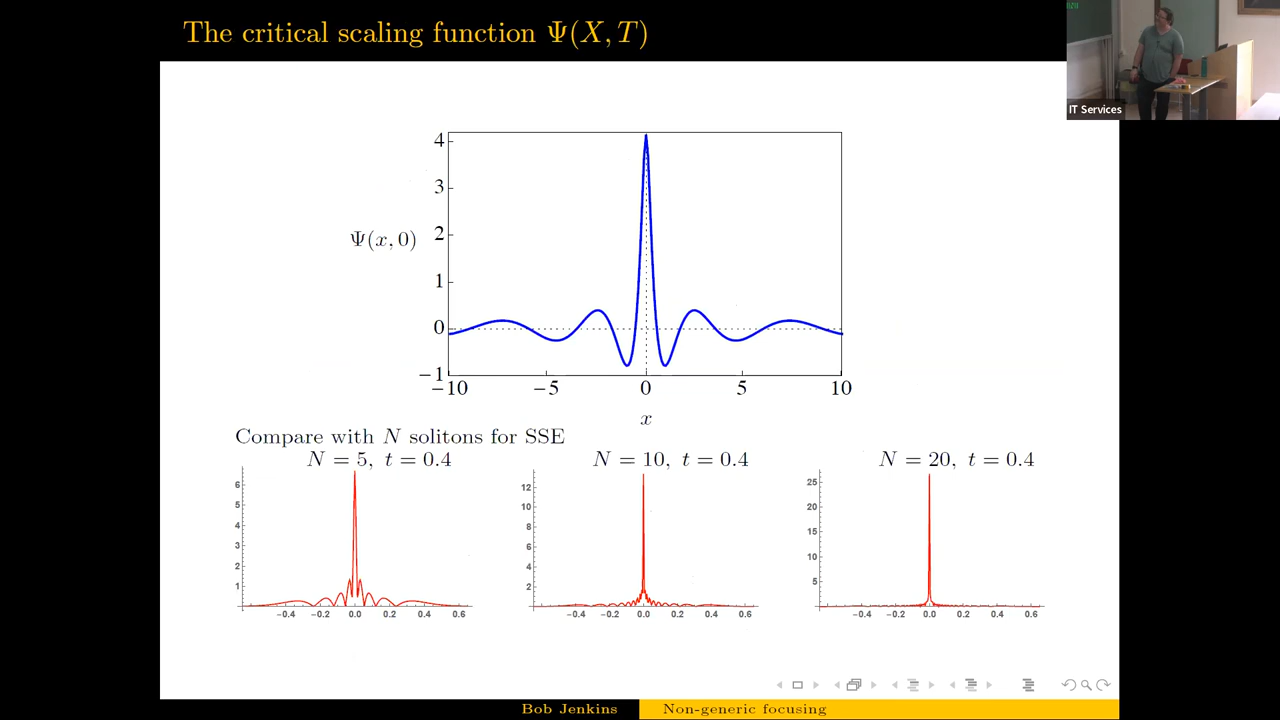 The critical scaling function Ψ(X, T)
IT Services
4
3
2
1
0
−1
Ψ(x, 0)
−10 −5 0 5 10
x
Compare with N solitons for SSE
N = 5, t = 0.4
N = 10, t = 0.4
N = 20, t = 0.4
6
5
4
3
2
1
−0.4 −0.2 0.0 0.2 0.4 0.6
12
10
8
6
4
2
−0.4 −0.2 0.0 0.2 0.4 0.6
25
20
15
10
5
−0.4 −0.2 0.0 0.2 0.4 0.6
Bob Jenkins Non-generic focusing